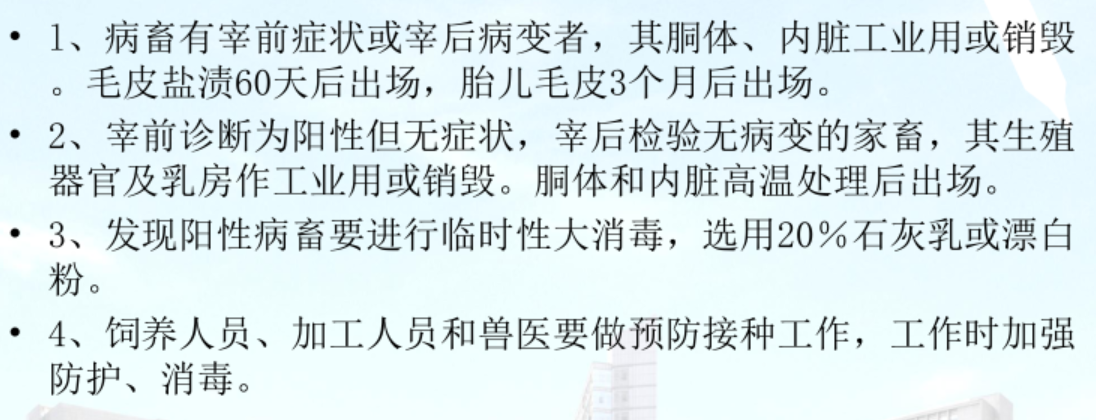 • 1、病畜有宰前症状或宰后病变者，其胴体、内脏工业用或销毁
。毛皮盐渍60天后出场，胎儿毛皮3个月后出场。
• 2、宰前诊断为阳性但无症状，宰后检验无病变的家畜，其生殖
器官及乳房作工业用或销毁。胴体和内脏高温处理后出场。
• 3、发现阳性病畜要进行临时性大消毒，选用20%石灰乳或漂白
粉。
• 4、饲养人员、加工人员和兽医要做预防接种工作，工作时加强
防护、消毒。